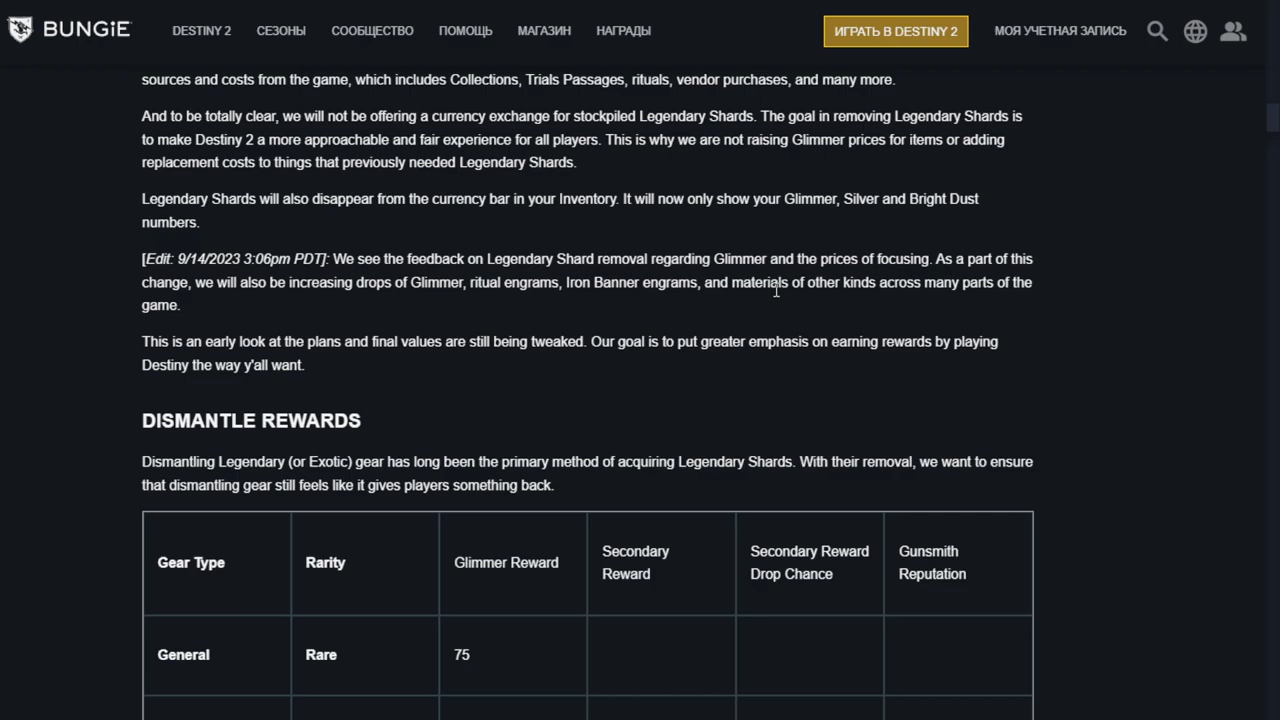 BUNGiE DESTINY 2 СЕЗОНЫ СООБЩЕСТВО ПОМОЩЬ МАГАЗИН НАГРАДЫ ИГРАТЬ В DESTINY 2 МОЯ УЧЕТНАЯ ЗАПИСЬ
sources and costs from the game, which includes Collections, Trials Passages, rituals, vendor purchases, and many more.
And to be totally clear, we will not be offering a currency exchange for stockpiled Legendary Shards. The goal in removing Legendary Shards is
to make Destiny 2 a more approachable and fair experience for all players. This is why we are not raising Glimmer prices for items or adding
replacement costs to things that previously needed Legendary Shards.
Legendary Shards will also disappear from the currency bar in your Inventory. It will now only show your Glimmer, Silver and Bright Dust
numbers.
[Edit: 9/14/2023 3:06pm PDT]: We see the feedback on Legendary Shard removal regarding Glimmer and the prices of focusing. As a part of this
change, we will also be increasing drops of Glimmer, ritual engrams, Iron Banner engrams, and materials of other kinds across many parts of the
game.
This is an early look at the plans and final values are still being tweaked. Our goal is to put greater emphasis on earning rewards by playing
Destiny the way y'all want.
DISMANTLE REWARDS
Dismantling Legendary (or Exotic) gear has long been the primary method of acquiring Legendary Shards. With their removal, we want to ensure
that dismantling gear still feels like it gives players something back.
Gear Type
Rarity
Glimmer Reward
Secondary
Reward
Secondary Reward
Drop Chance
Gunsmith
Reputation
General
Rare
75